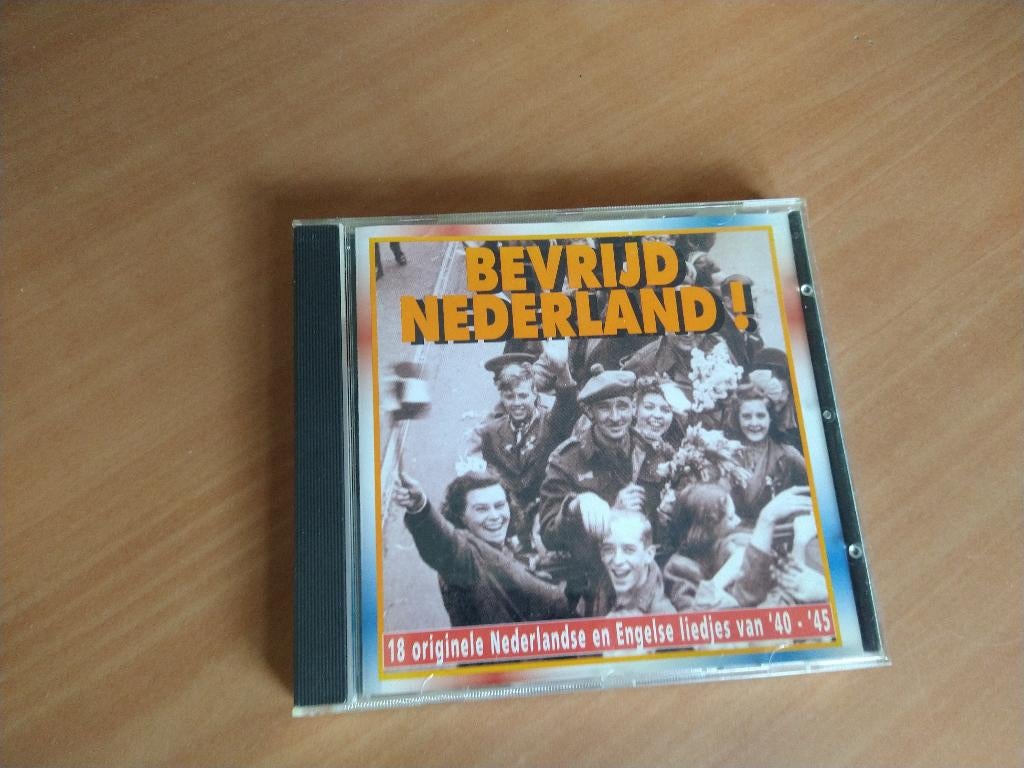 BEVRIJD
NEDERLAND !
18 originele Nederlandse en Engelse liedjes van '40 - '45